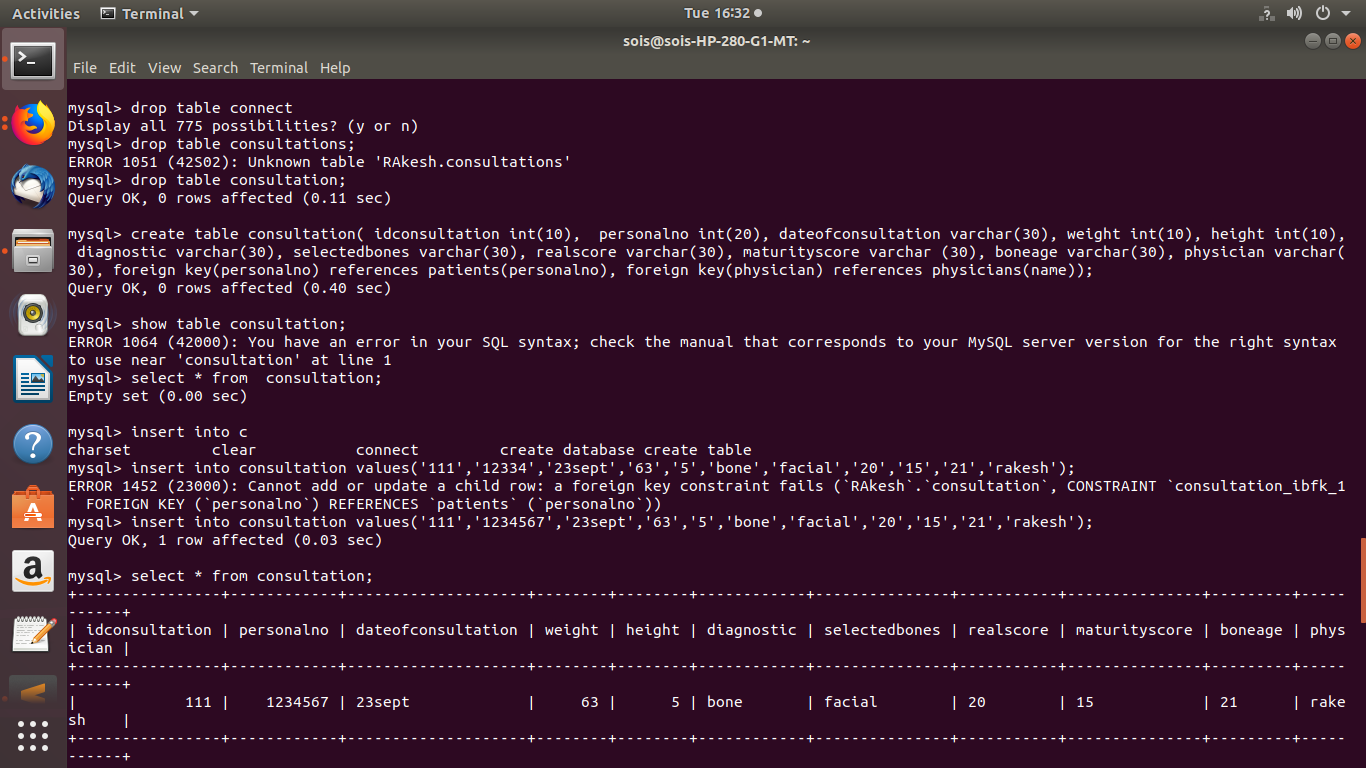 Activities Terminal Tue 16:32
sois@sois-HP-280-G1-MT: ~
File Edit View Search Terminal Help
mysql> drop table connect
Display all 775 possibilities? (y or n)
mysql> drop table consultations;
ERROR 1051 (42S02): Unknown table 'RAkesh.consultations'
mysql> drop table consultation;
Query OK, 0 rows affected (0.11 sec)
mysql> create table consultation( idconsultation int(10),  personalno int(20), dateofconsultation varchar(30), weight int(10), height int(10),
 diagnostic varchar(30), selectedbones varchar(30), realscore varchar(30), maturityscore varchar (30), boneage varchar(30), physician varchar(
30), foreign key(personalno) references patients(personalno), foreign key(physician) references physicians(name));
Query OK, 0 rows affected (0.40 sec)
mysql> show table consultation;
ERROR 1064 (42000): You have an error in your SQL syntax; check the manual that corresponds to your MySQL server version for the right syntax
to use near 'consultation' at line 1
mysql> select * from  consultation;
Empty set (0.00 sec)
mysql> insert into c
charset         clear           connect         create database create table
mysql> insert into consultation values('111','12334','23sept','63','5','bone','facial','20','15','21','rakesh');
ERROR 1452 (23000): Cannot add or update a child row: a foreign key constraint fails (`RAkesh`.`consultation`, CONSTRAINT `consultation_ibfk_1
` FOREIGN KEY (`personalno`) REFERENCES `patients` (`personalno`))
mysql> insert into consultation values('111','1234567','23sept','63','5','bone','facial','20','15','21','rakesh');
Query OK, 1 row affected (0.03 sec)
mysql> select * from consultation;
+----------------+------------+--------------------+--------+--------+------------+---------------+-----------+---------------+---------+-----
------+
| idconsultation | personalno | dateofconsultation | weight | height | diagnostic | selectedbones | realscore | maturityscore | boneage | phys
ician |
+----------------+------------+--------------------+--------+--------+------------+---------------+-----------+---------------+---------+-----
------+
|            111 |    1234567 | 23sept             |     63 |      5 | bone       | facial        | 20        | 15            | 21      | rake
sh    |
+----------------+------------+--------------------+--------+--------+------------+---------------+-----------+---------------+---------+-----
------+